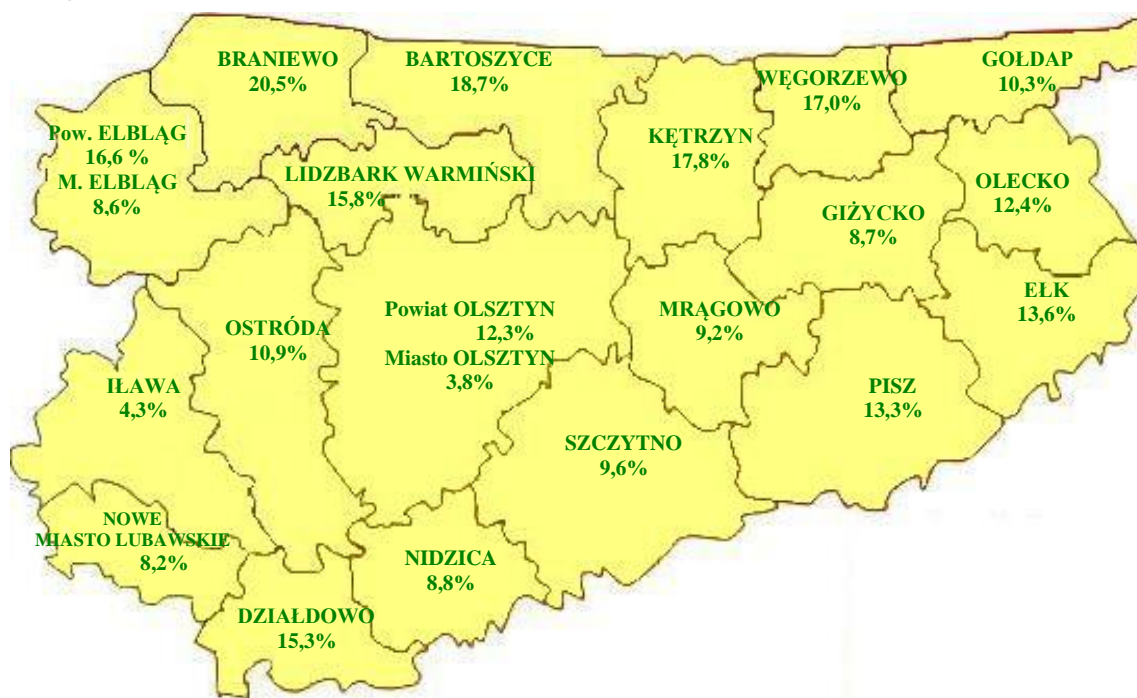 BRANIEWO
20,5%
BARTOSZYCE
18,7%
WĘGORZEWO
17,0%
GOŁDAP
10,3%
Pow. ELBLĄG
16,6 %
M. ELBLĄG
8,6%
LIDZBARK WARMIŃSKI
15,8%
KĘTRZYN
17,8%
OLECKO
12,4%
GIŻYCKO
8,7%
EŁK
13,6%
OSTRÓDA
10,9%
Powiat OLSZTYN
12,3%
Miasto OLSZTYN
3,8%
MRĄGOWO
9,2%
IŁAWA
4,3%
PISZ
13,3%
SZCZYTNO
9,6%
NOWE
MIASTO LUBAWSKIE
8,2%
NIDZICA
8,8%
DZIAŁDOWO
15,3%